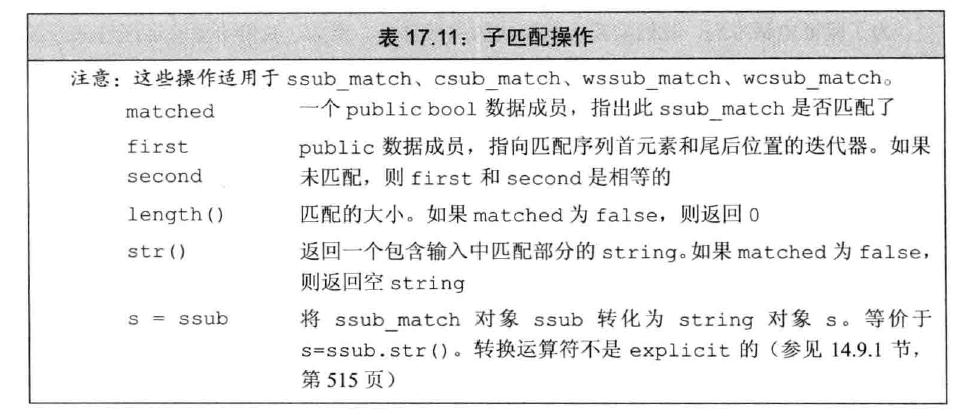 表 17.11：子匹配操作
注意：这些操作适用于 ssub_match、csub_match、wssub_match、wcsub_match。
matched 一个 public bool 数据成员，指出此 ssub_match 是否匹配了
first public 数据成员，指向匹配序列首元素和尾后位置的迭代器。如果
second 未匹配，则 first 和 second 是相等的
length() 匹配的大小。如果 matched 为 false，则返回 0
str() 返回一个包含输入中匹配部分的 string。如果 matched 为 false，
则返回空 string
s = ssub 将 ssub_match 对象 ssub 转化为 string 对象 s。等价于
s=ssub.str()。转换运算符不是 explicit 的（参见 14.9.1 节，
第 515 页）